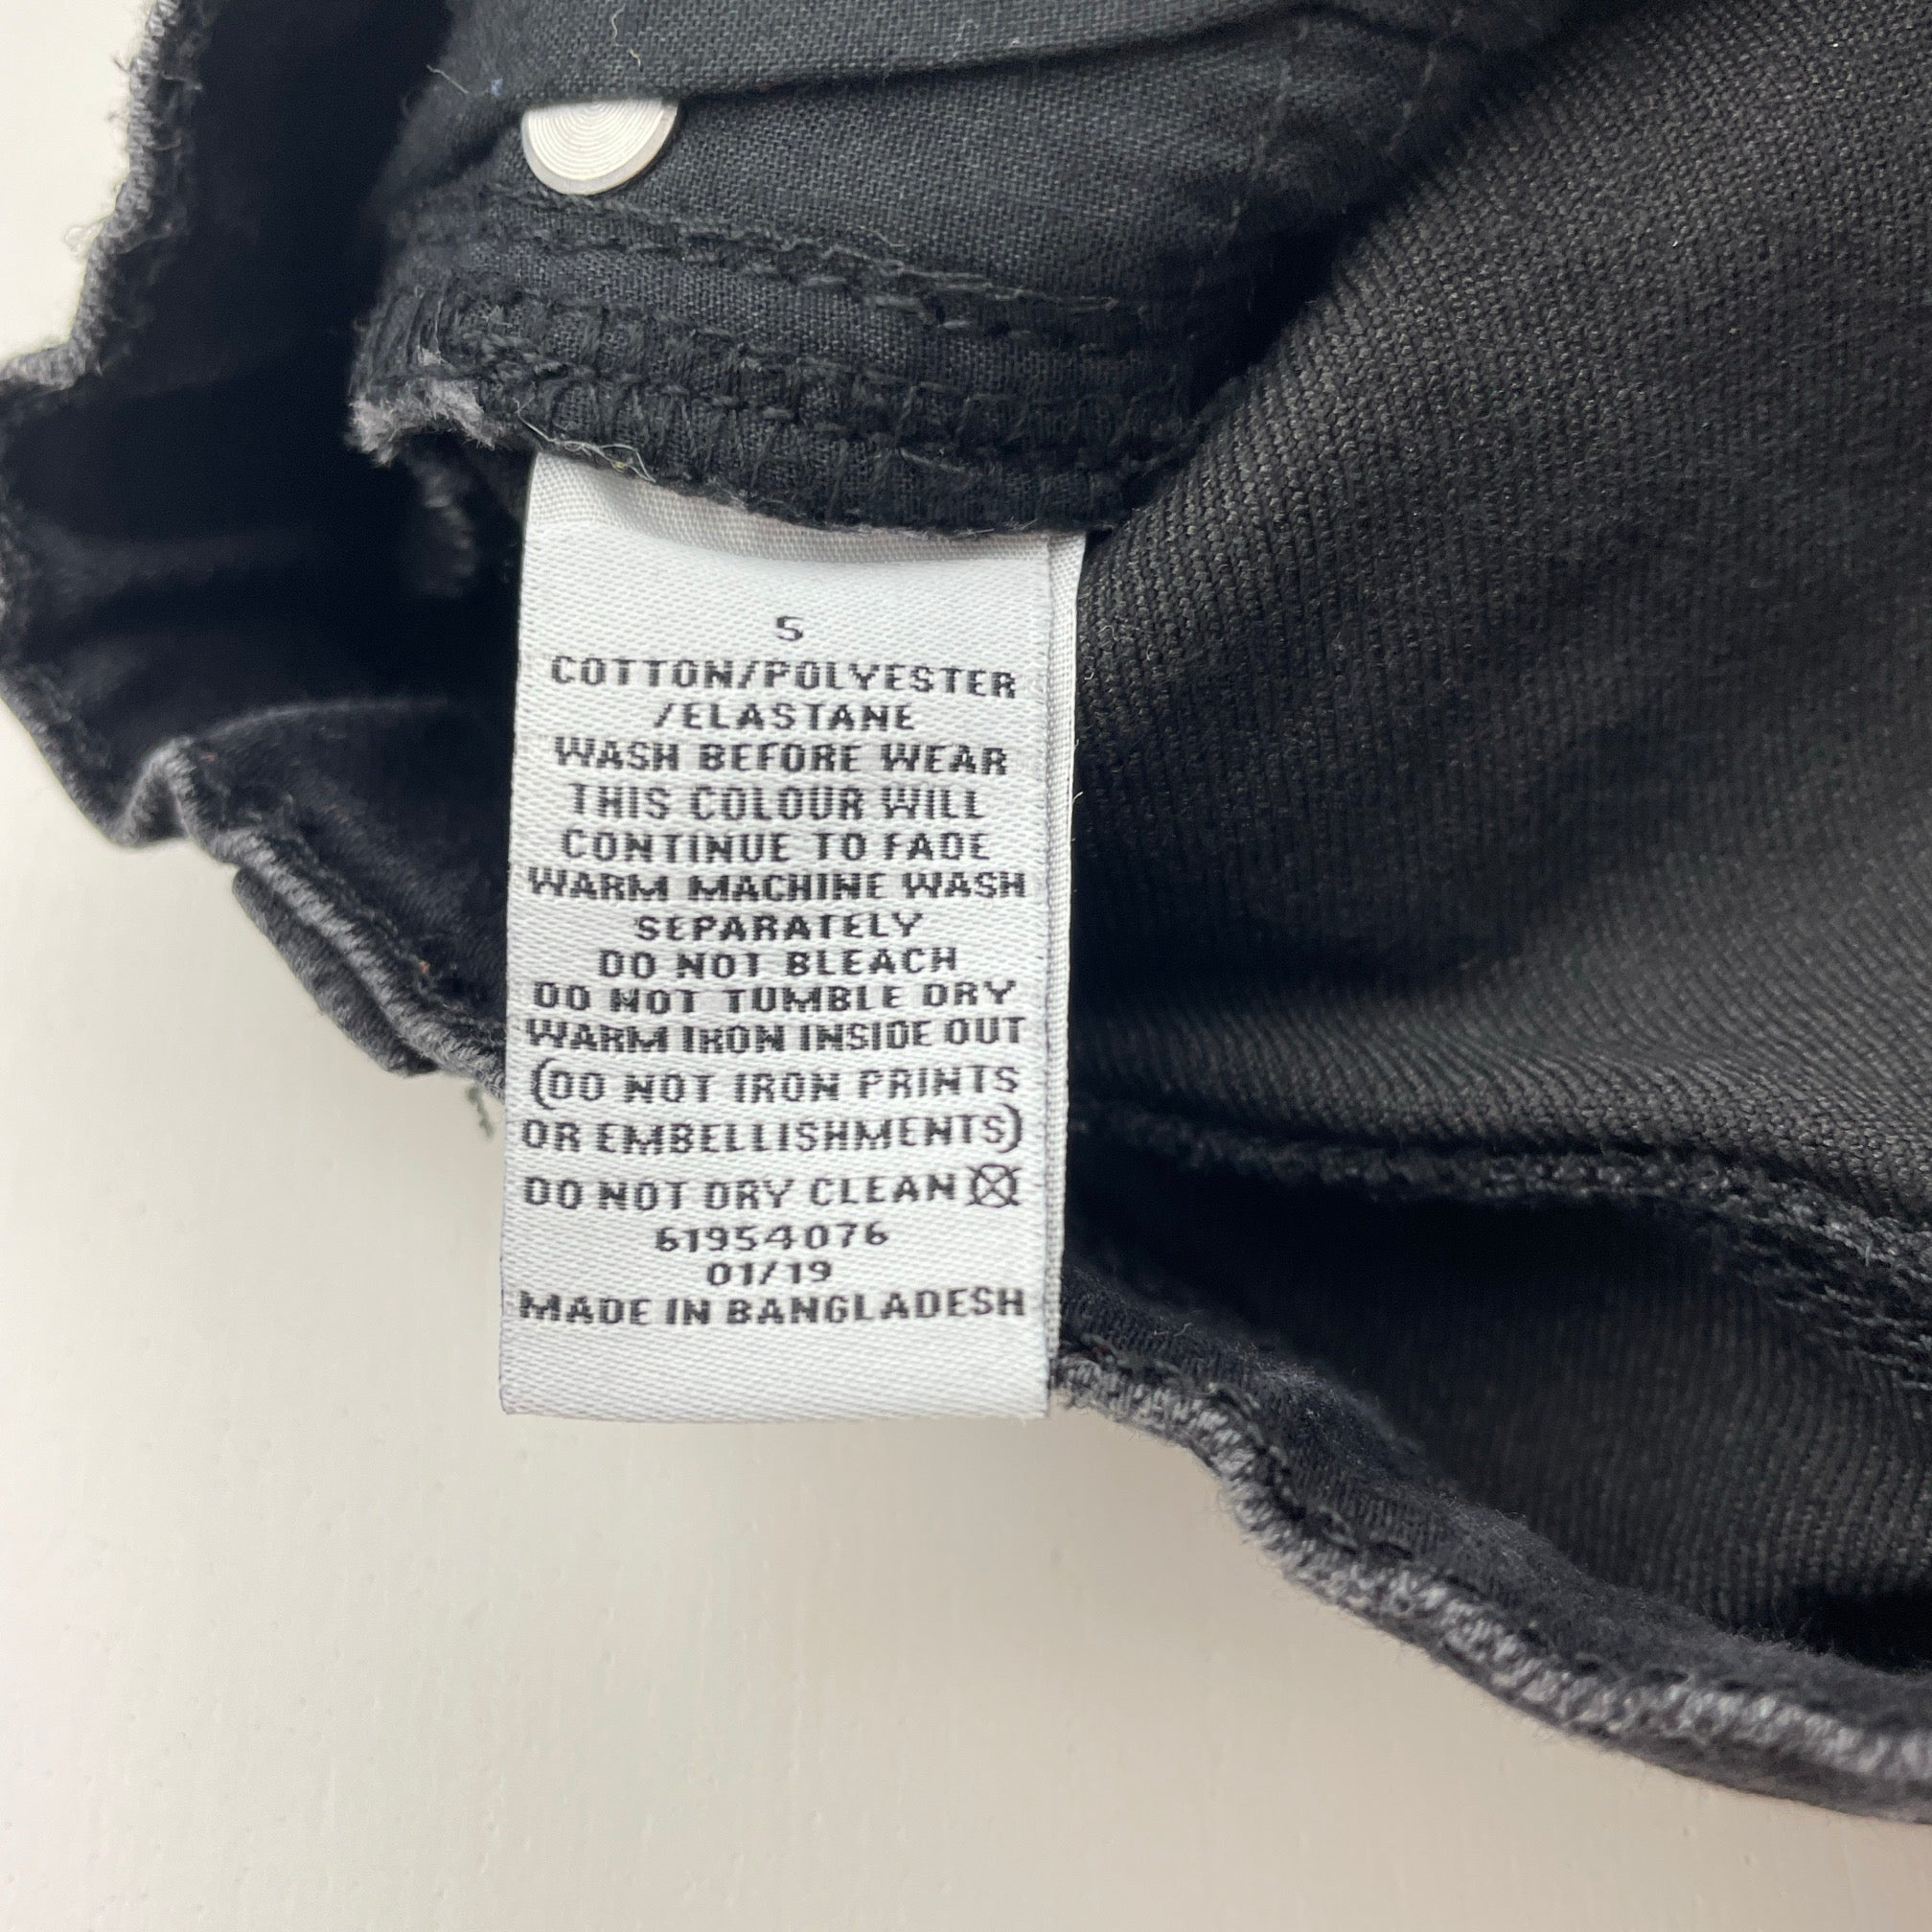 5
COTTON/POLYESTER
/ELASTANE
WASH BEFORE WEAR
THIS COLOUR WILL
CONTINUE TO FADE
WARM MACHINE WASH
SEPARATELY
DO NOT BLEACH
DO NOT TUMBLE DRY
WARM IRON INSIDE OUT
(DO NOT IRON PRINTS
OR EMBELLISHMENTS)
DO NOT DRY CLEAN
61954076
01/19
MADE IN BANGLADESH